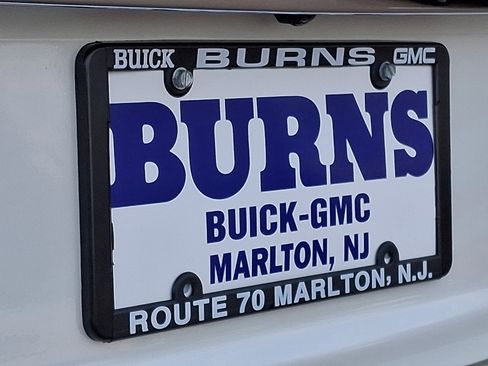 BUICK BURNS GMC
BURNS
BUICK-GMC
MARLTON, NJ
ROUTE 70 MARLTON, N.J.